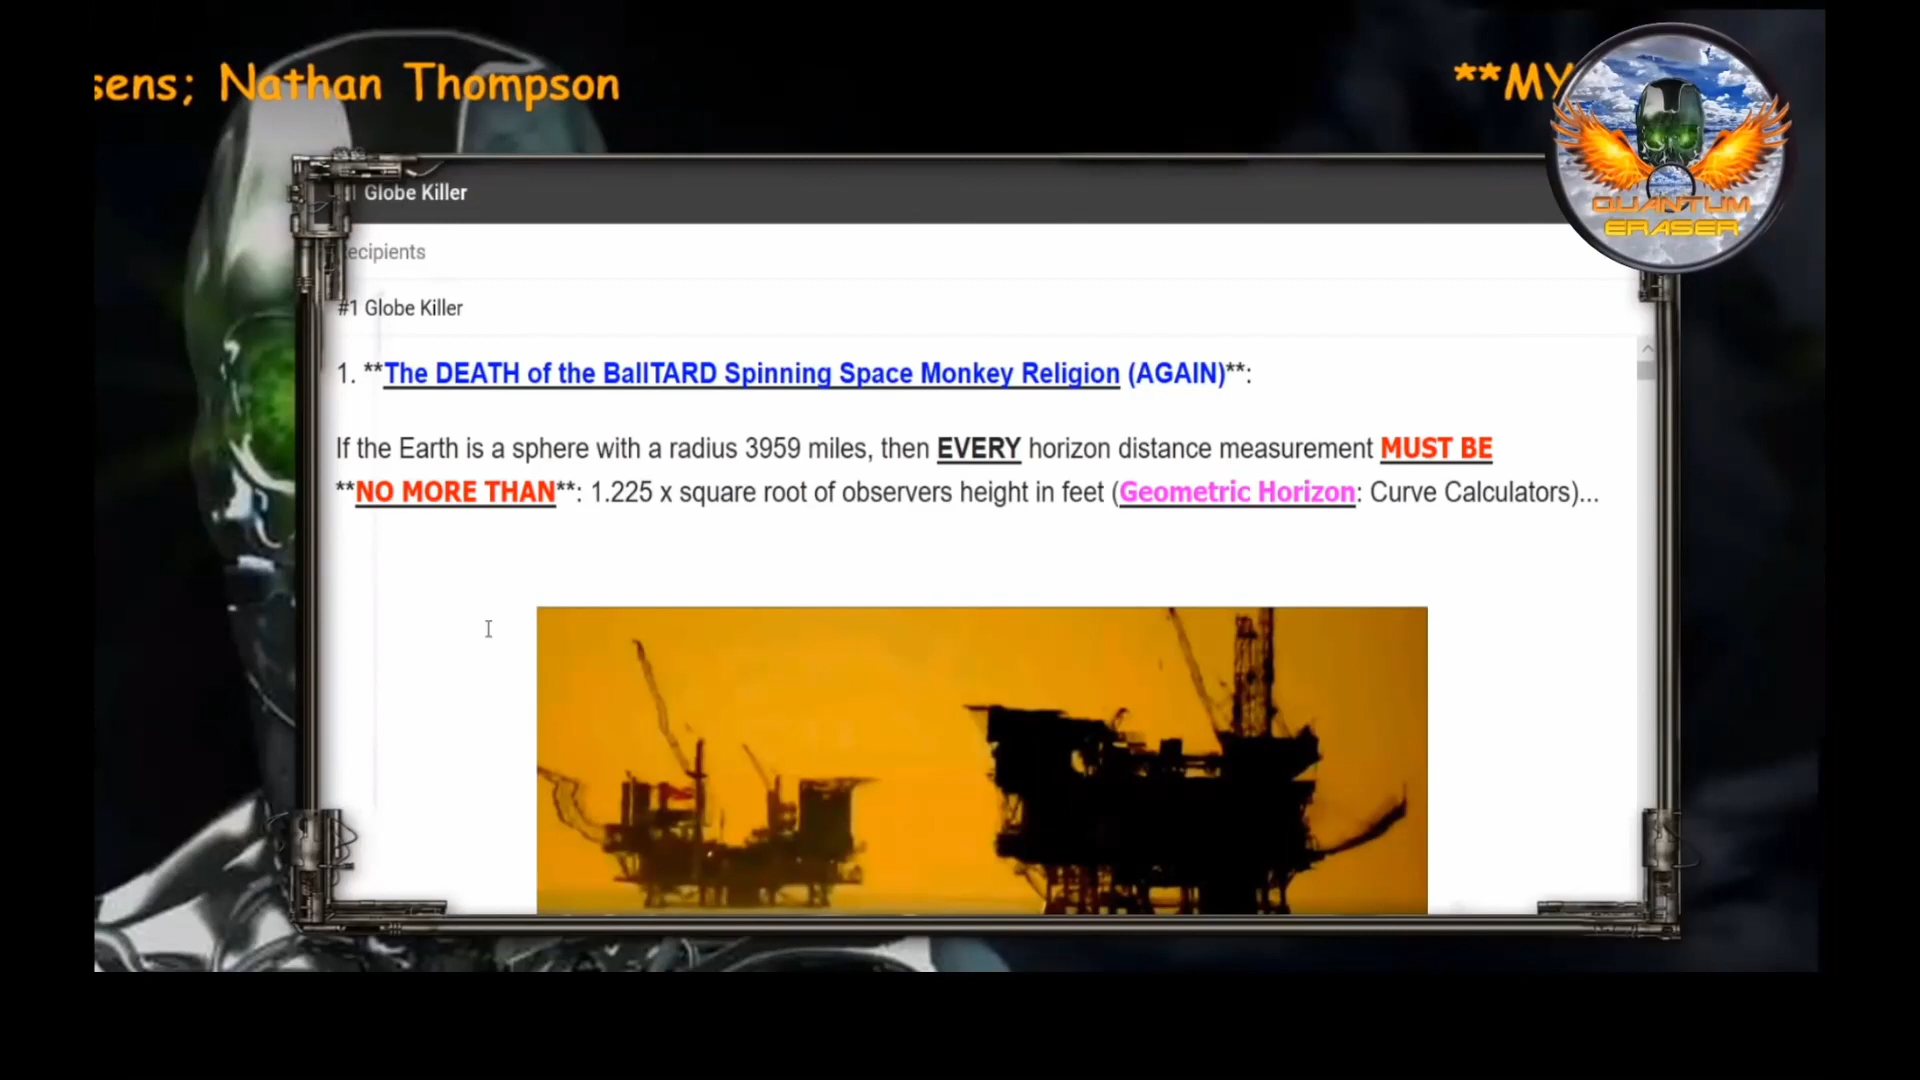 sens; Nathan Thompson
**MY
QUANTUM
ERASER
Globe Killer
ecipients
#1 Globe Killer
1. **The DEATH of the BallTARD Spinning Space Monkey Religion (AGAIN)**:
If the Earth is a sphere with a radius 3959 miles, then EVERY horizon distance measurement MUST BE
**NO MORE THAN**: 1.225 x square root of observers height in feet (Geometric Horizon: Curve Calculators)...